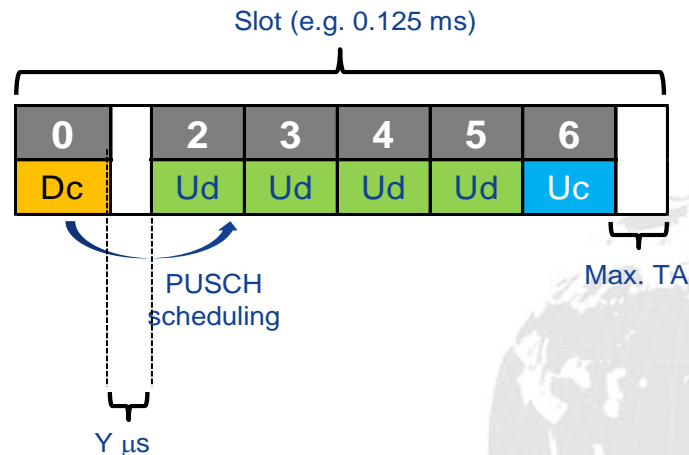 Slot (e.g. 0.125 ms)
0 2 3 4 5 6
Dc Ud Ud Ud Ud Uc
PUSCH
scheduling
Max. TA
Y μs